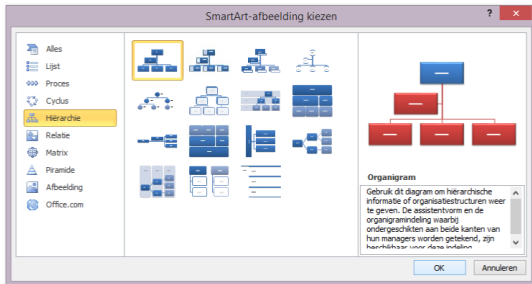 SmartArt-afbeelding kiezen
Alles
Lijst
Proces
Cyclus
Hiërarchie
Relatie
Matrix
Piramide
Afbeelding
Office.com
Organigram
Gebruik dit diagram om hiërarchische
informatie of organisatiestructuren weer
te geven. De assistentvorm en de
organigramindeling waarbij
ondergeschikten aan beide kanten van
hun managers worden getekend, zijn
beschikbaar voor deze indeling
OK
Annuleren